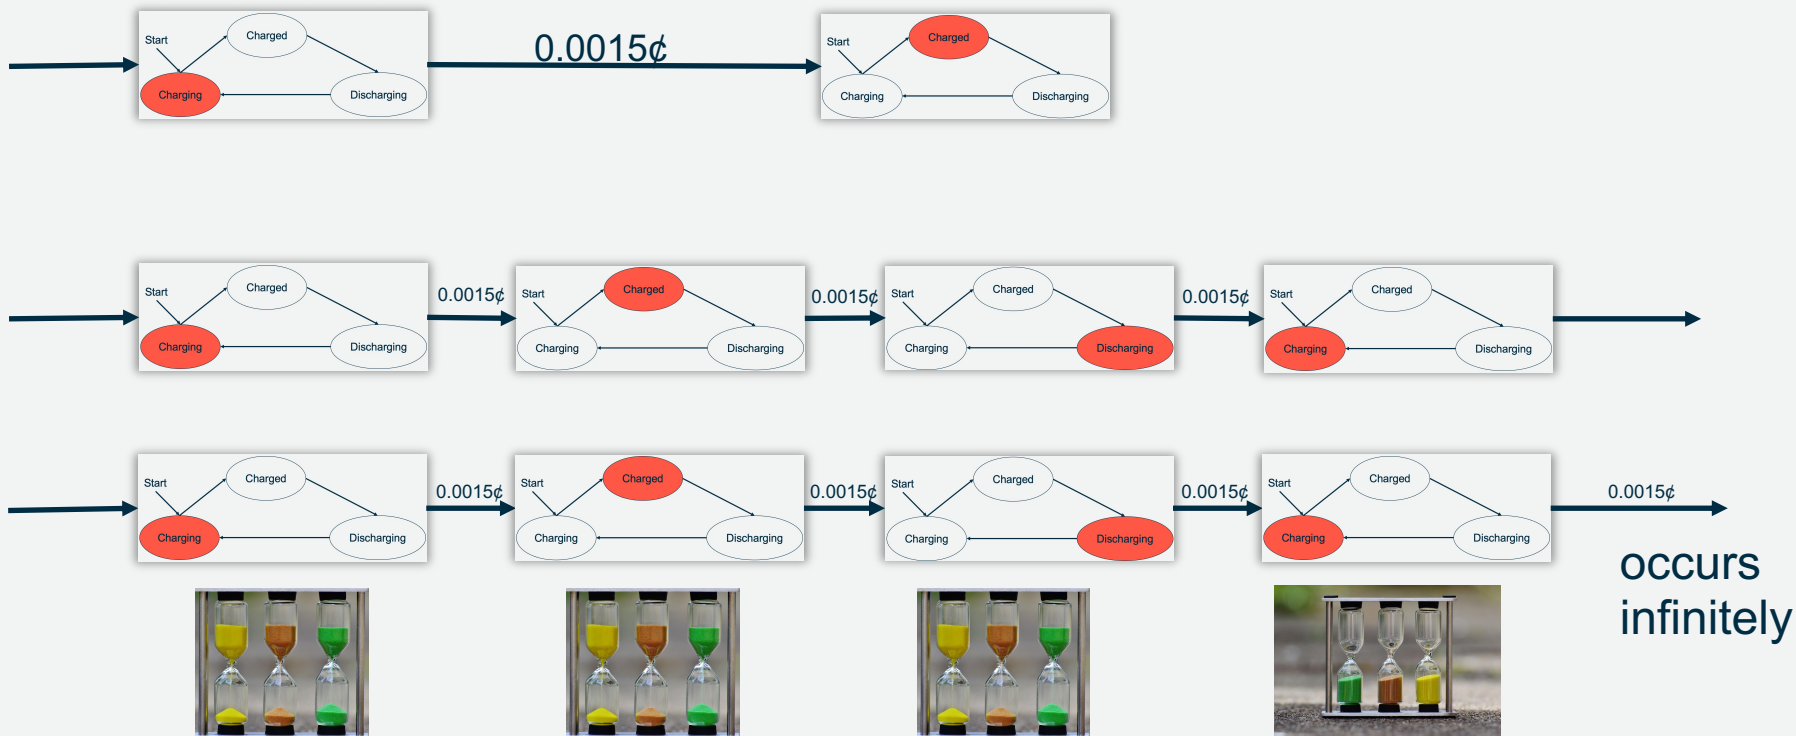 Start
Charged
Charging
Discharging
0.0015¢
Start
Charged
Charging
Discharging
Start
Charged
Charging
Discharging
0.0015¢
Start
Charged
Charging
Discharging
0.0015¢
Start
Charged
Charging
Discharging
0.0015¢
Start
Charged
Charging
Discharging
Start
Charged
Charging
Discharging
0.0015¢
Start
Charged
Charging
Discharging
0.0015¢
Start
Charged
Charging
Discharging
0.0015¢
Start
Charged
Charging
Discharging
0.0015¢
occurs
infinitely